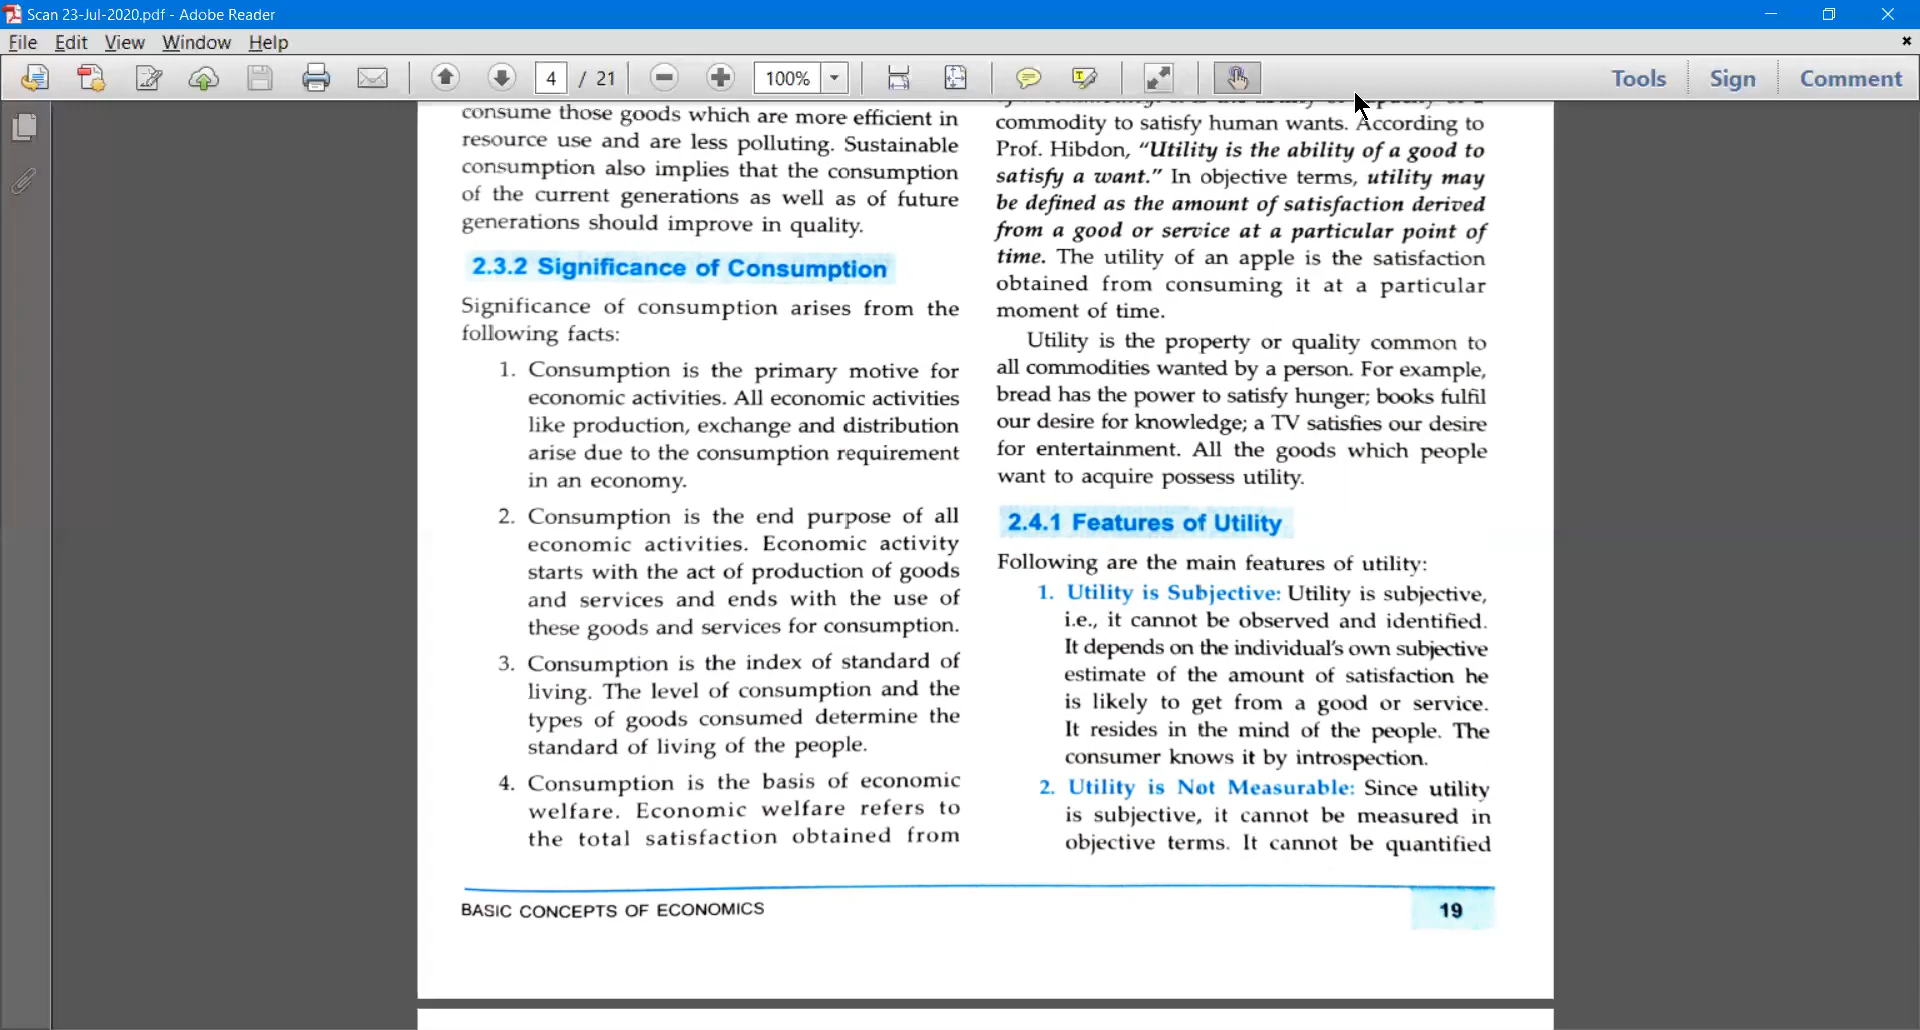 Scan 23-Jul-2020.pdf - Adobe Reader
File Edit View Window Help
4 / 21 100% Tools Sign Comment
consume those goods which are more efficient in
resource use and are less polluting. Sustainable
consumption also implies that the consumption
of the current generations as well as of future
generations should improve in quality.
2.3.2 Significance of Consumption
Significance of consumption arises from the
following facts:
1. Consumption is the primary motive for
economic activities. All economic activities
like production, exchange and distribution
arise due to the consumption requirement
in an economy.
2. Consumption is the end purpose of all
economic activities. Economic activity
starts with the act of production of goods
and services and ends with the use of
these goods and services for consumption.
3. Consumption is the index of standard of
living. The level of consumption and the
types of goods consumed determine the
standard of living of the people.
4. Consumption is the basis of economic
welfare. Economic welfare refers to
the total satisfaction obtained from
commodity to satisfy human wants. According to
Prof. Hibdon, “Utility is the ability of a good to
satisfy a want.” In objective terms, utility may
be defined as the amount of satisfaction derived
from a good or service at a particular point of
time. The utility of an apple is the satisfaction
obtained from consuming it at a particular
moment of time.
Utility is the property or quality common to
all commodities wanted by a person. For example,
bread has the power to satisfy hunger; books fulfil
our desire for knowledge; a TV satisfies our desire
for entertainment. All the goods which people
want to acquire possess utility.
2.4.1 Features of Utility
Following are the main features of utility:
1. Utility is Subjective: Utility is subjective,
i.e., it cannot be observed and identified.
It depends on the individual's own subjective
estimate of the amount of satisfaction he
is likely to get from a good or service.
It resides in the mind of the people. The
consumer knows it by introspection.
2. Utility is Not Measurable: Since utility
is subjective, it cannot be measured in
objective terms. It cannot be quantified
BASIC CONCEPTS OF ECONOMICS
19